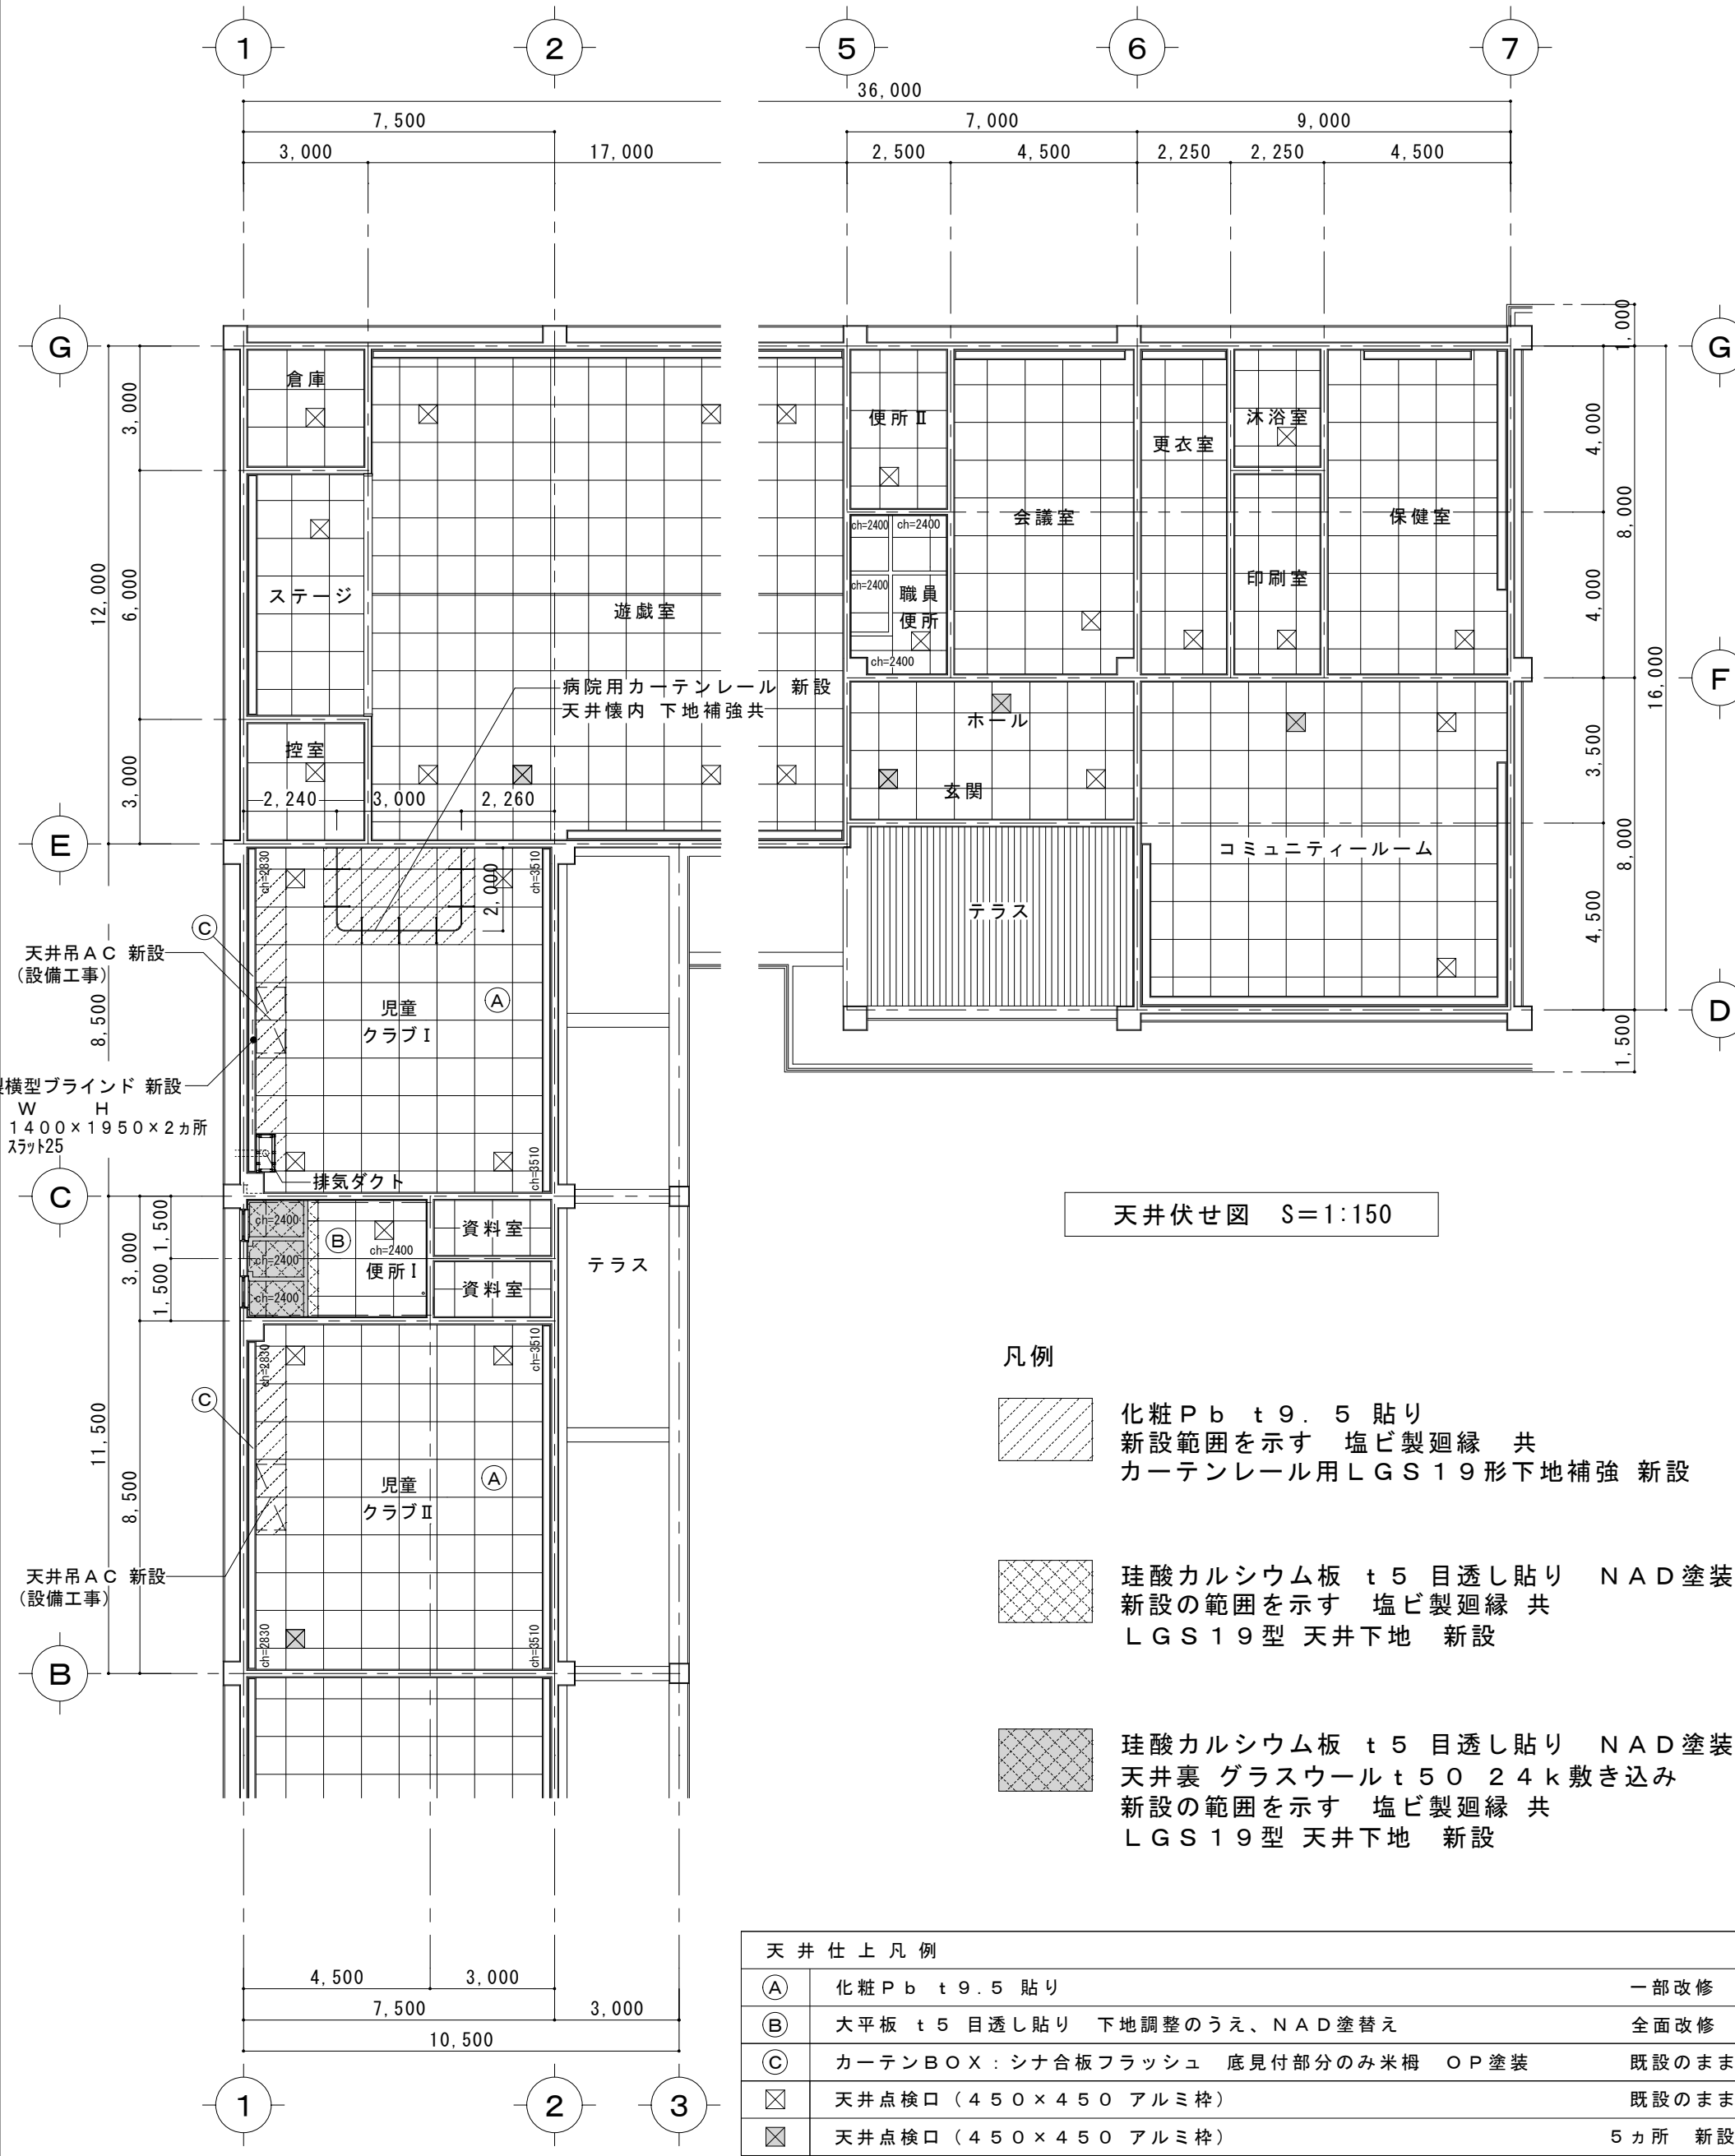 1 2 5 6 7
36,000
7,500 7,000 9,000
3,000 17,000 2,500 4,500 2,250 2,250 4,500
G G
1,000
3,000
6,000
3,000
12,000
4,000
4,000
8,000
3,500
4,500
8,000
16,000
1,500
倉庫
便所Ⅱ
沐浴室
更衣室
会議室
保健室
ch=2400 ch=2400
ch=2400
職員
便所
ch=2400
印刷室
ステージ
遊戯室
F
病院用カーテンレール 新設
天井懐内 下地補強共
ホール
控室
玄関
2,240 3,000 2,260
E
コミュニティールーム
テラス
ch=2830
ch=3510
2,000
C
天井吊AC 新設
(設備工事)
8,500
児童
クラブⅠ
A
D
製横型ブラインド 新設
W H
1400×1950×2ヵ所
スラット25
ch=3510
排気ダクト
C
3,000
1,500
1,500
ch=2400
ch=2400
ch=2400
B
ch=2400
便所Ⅰ
資料室
資料室
テラス
天井伏せ図 S=1:150
ch=2830
ch=3510
C
11,500
8,500
児童
クラブⅡ
A
天井吊AC 新設
(設備工事)
ch=2830
ch=3510
B
凡例
化粧Pb t9.5 貼り
新設範囲を示す 塩ビ製廻縁 共
カーテンレール用LGS19形下地補強 新設
珪酸カルシウム板 t5 目透し貼り NAD塗装
新設の範囲を示す 塩ビ製廻縁 共
LGS19型 天井下地 新設
珪酸カルシウム板 t5 目透し貼り NAD塗装
天井裏 グラスウールt50 24k敷き込み
新設の範囲を示す 塩ビ製廻縁 共
LGS19型 天井下地 新設
4,500 3,000
7,500 3,000
10,500
1 2 3
天井仕上凡例
A 化粧Pb t9.5 貼り 一部改修
B 大平板 t5 目透し貼り 下地調整のうえ、NAD塗替え 全面改修
C カーテンBOX:シナ合板フラッシュ 底見付部分のみ米栂 OP塗装 既設のまま
天井点検口(450×450 アルミ枠) 既設のまま
天井点検口(450×450 アルミ枠) 5ヵ所 新設